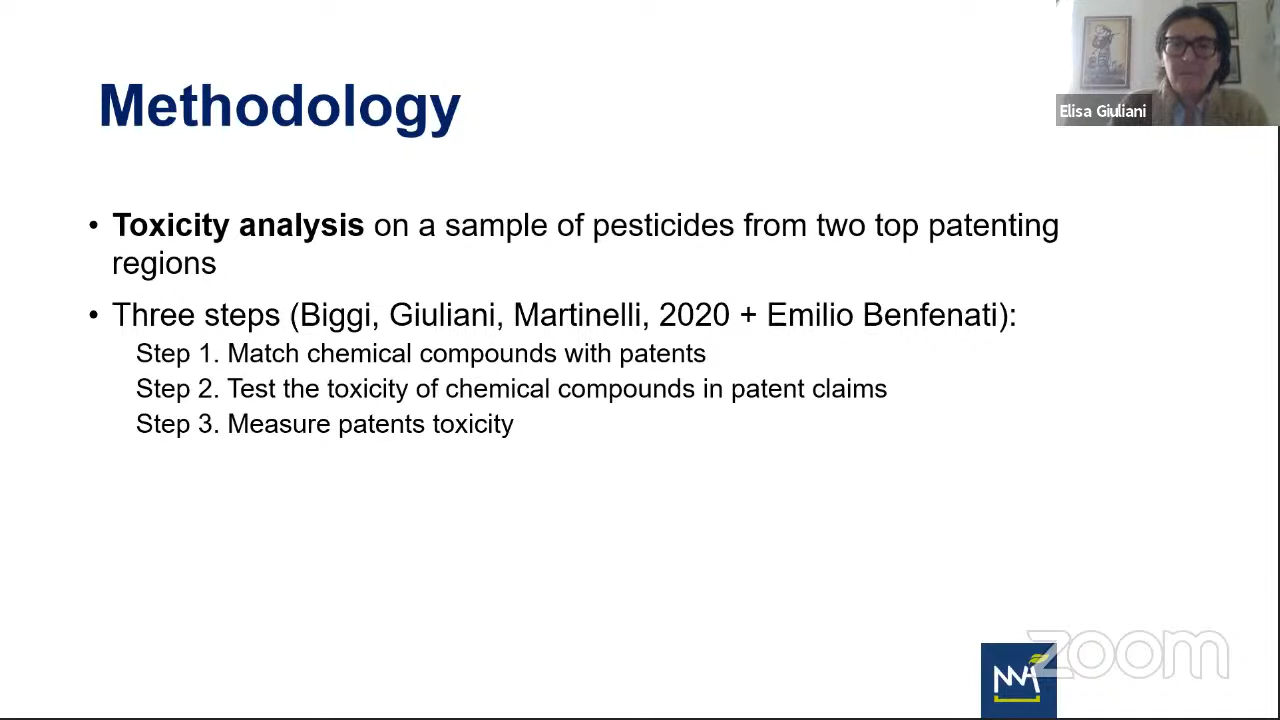 Methodology
Elisa Giuliani
• Toxicity analysis on a sample of pesticides from two top patenting
regions
• Three steps (Biggi, Giuliani, Martinelli, 2020 + Emilio Benfenati):
Step 1. Match chemical compounds with patents
Step 2. Test the toxicity of chemical compounds in patent claims
Step 3. Measure patents toxicity
NNA
zoom